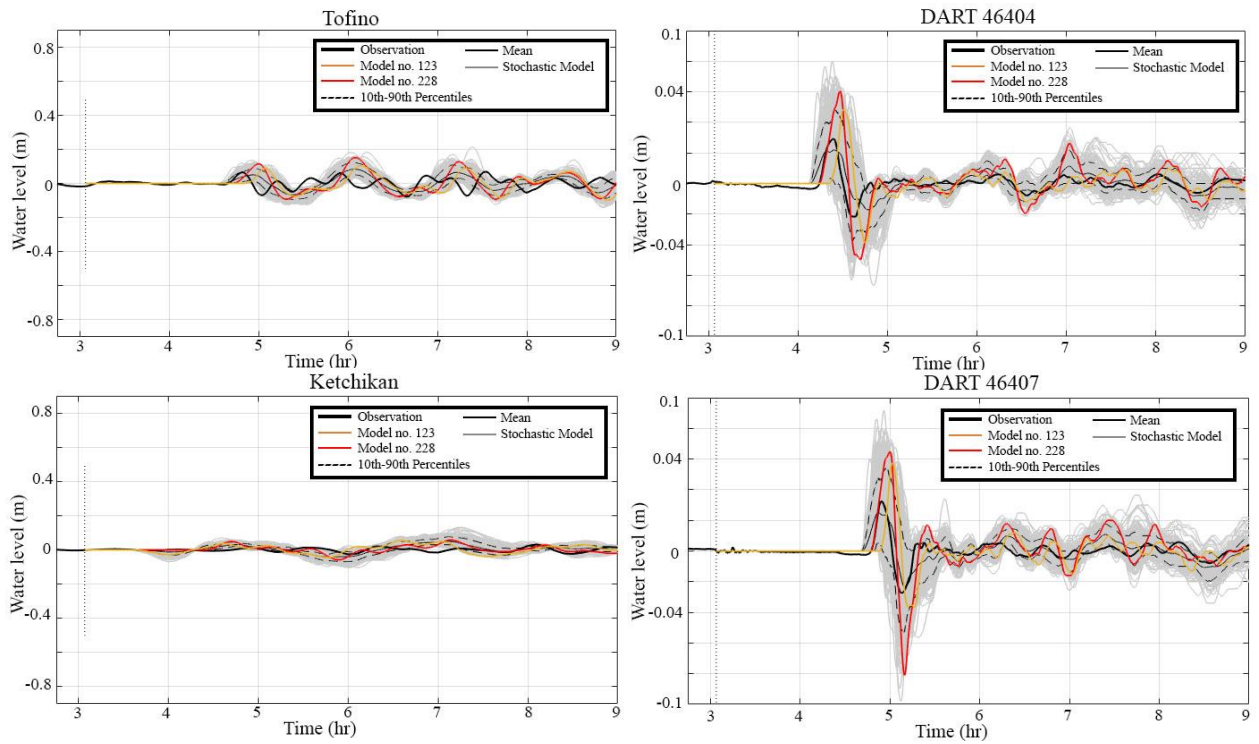 Tofino
Observation
Mean
Model no. 123
Stochastic Model
Model no. 228
10th-90th Percentiles
Water level (m)
0.8
0.4
0
-0.4
-0.8
3 4 5 6 7 8 9
Time (hr)
DART 46404
Observation
Mean
Model no. 123
Stochastic Model
Model no. 228
10th-90th Percentiles
Water level (m)
0.1
0.04
0
-0.04
-0.1
3 4 5 6 7 8 9
Time (hr)
Ketchikan
Observation
Mean
Model no. 123
Stochastic Model
Model no. 228
10th-90th Percentiles
Water level (m)
0.8
0.4
0
-0.4
-0.8
3 4 5 6 7 8 9
Time (hr)
DART 46407
Observation
Mean
Model no. 123
Stochastic Model
Model no. 228
10th-90th Percentiles
Water level (m)
0.1
0.04
0
-0.04
-0.1
3 4 5 6 7 8 9
Time (hr)